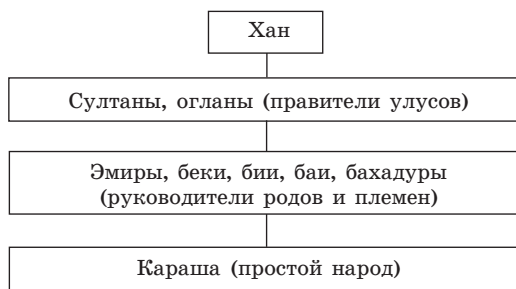 Хан
Султаны, огланы (правители улусов)
Эмиры, беки, бии, баи, бахадуры
(руководители родов и племен)
Караша (простой народ)